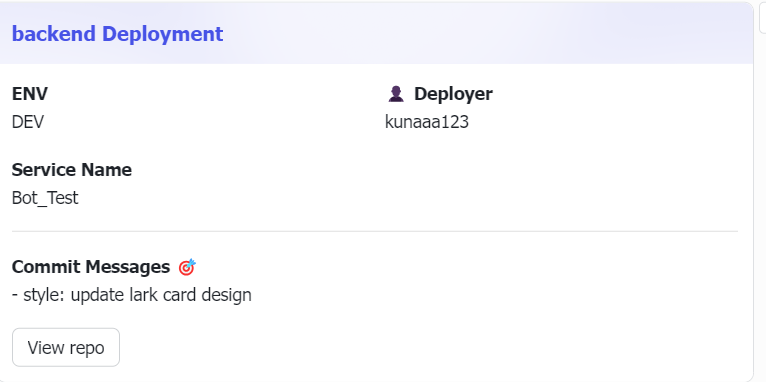 backend Deployment
ENV
DEV
Deployer
kunaaa123
Service Name
Bot_Test
Commit Messages
- style: update lark card design
View repo